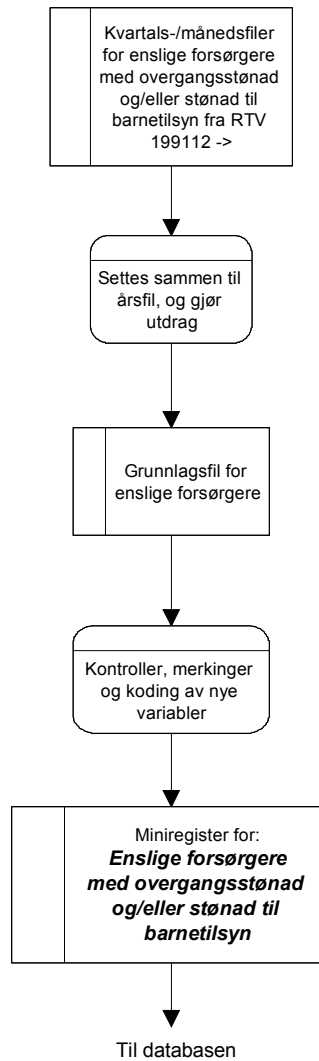 Kvartals-/månedsfiler
for enslige forsørgere
med overgangsstønad
og/eller stønad til
barnetilsyn fra RTV
199112 ->
Settes sammen til
årsfil, og gjør
utdrag
Grunnlagsfil for
enslige forsørgere
Kontroller, merkinger
og koding av nye
variabler
Miniregister for:
Enslige forsørgere
med overgangsstønad
og/eller stønad til
barnetilsyn
Til databasen